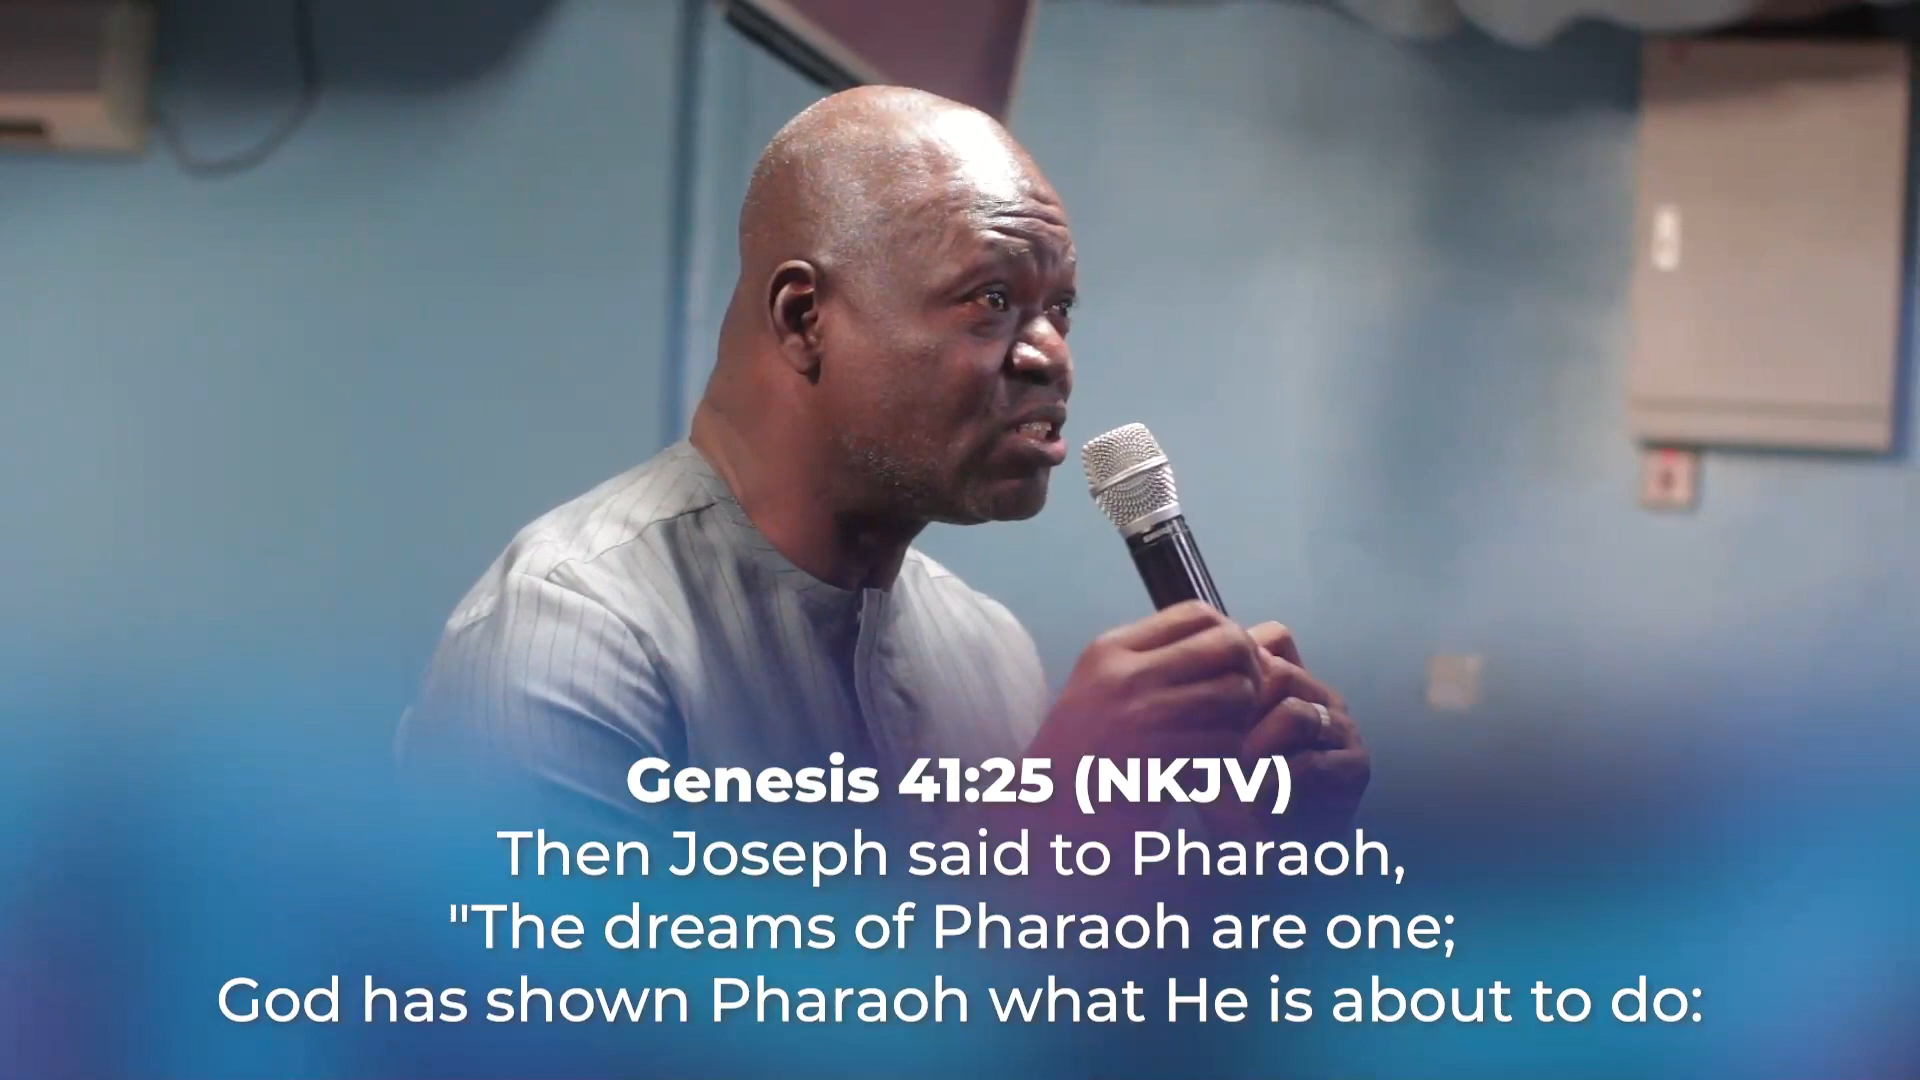 Genesis 41:25 (NKJV)
Then Joseph said to Pharaoh,
"The dreams of Pharaoh are one;
God has shown Pharaoh what He is about to do: